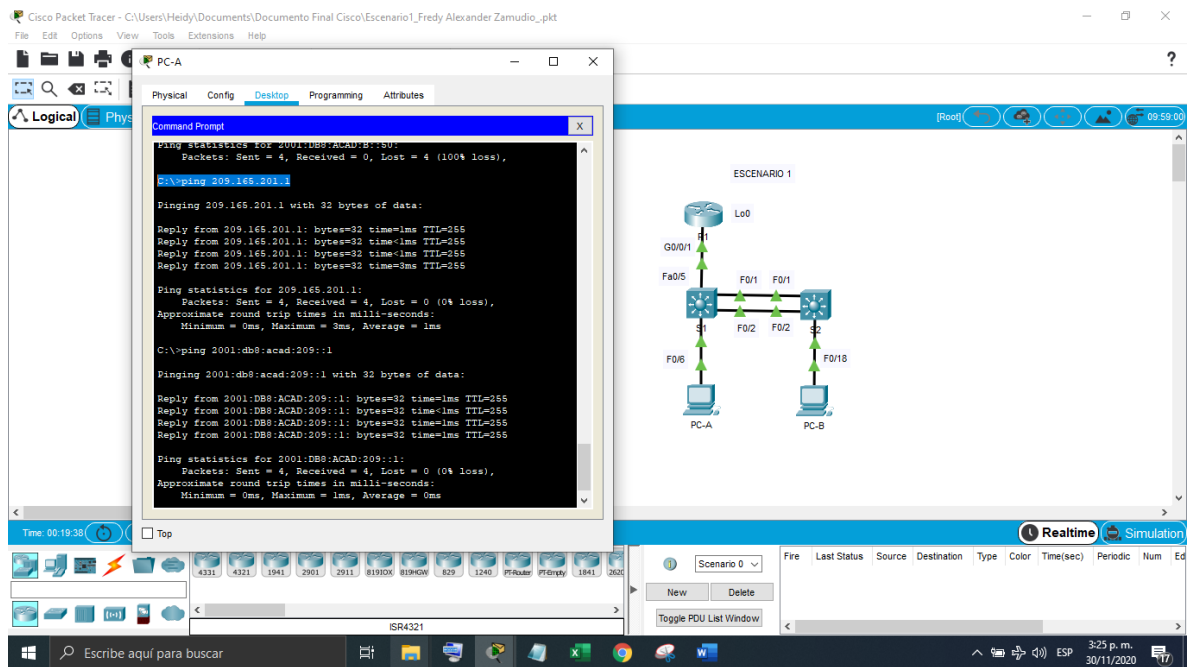 Cisco Packet Tracer - C:\Users\Heidy\Documents\Documento Final Cisco\Escenario1_Fredy Alexander Zamudio_.pkt
File Edit Options View Tools Extensions Help
PC-A
Physical Config Desktop Programming Attributes
Logical
Phys
[Root]
09:59:00
Command Prompt
X
Ping statistics for 2001:DB8:ACAD:B::50:
Packets: Sent = 4, Received = 0, Lost = 4 (100% loss),
C:\>ping 209.165.201.1
Pinging 209.165.201.1 with 32 bytes of data:
Reply from 209.165.201.1: bytes=32 time=1ms TTL=255
Reply from 209.165.201.1: bytes=32 time<1ms TTL=255
Reply from 209.165.201.1: bytes=32 time<1ms TTL=255
Reply from 209.165.201.1: bytes=32 time=3ms TTL=255
Ping statistics for 209.165.201.1:
Packets: Sent = 4, Received = 4, Lost = 0 (0% loss),
Approximate round trip times in milli-seconds:
Minimum = 0ms, Maximum = 3ms, Average = 1ms
C:\>ping 2001:db8:acad:209::1
Pinging 2001:db8:acad:209::1 with 32 bytes of data:
Reply from 2001:DB8:ACAD:209::1: bytes=32 time=1ms TTL=255
Reply from 2001:DB8:ACAD:209::1: bytes=32 time<1ms TTL=255
Reply from 2001:DB8:ACAD:209::1: bytes=32 time=1ms TTL=255
Reply from 2001:DB8:ACAD:209::1: bytes=32 time=1ms TTL=255
Ping statistics for 2001:DB8:ACAD:209::1:
Packets: Sent = 4, Received = 4, Lost = 0 (0% loss),
Approximate round trip times in milli-seconds:
Minimum = 0ms, Maximum = 1ms, Average = 0ms
Top
ESCENARIO 1
Lo0
R1
G0/0/1
Fa0/5
F0/1 F0/1
S1
S2
F0/2 F0/2
F0/6
F0/18
PC-A
PC-B
Time: 00:19:38
Realtime
Simulation
4331 4321 1941 2901 2911 819IOX 819HGW 829 1240 PT-Router PT-Empty 1841 2620
ISR4321
Scenario 0
New Delete
Toggle PDU List Window
Fire Last Status Source Destination Type Color Time(sec) Periodic Num Ed
Escribe aquí para buscar
ESP
3:25 p. m.
30/11/2020
17